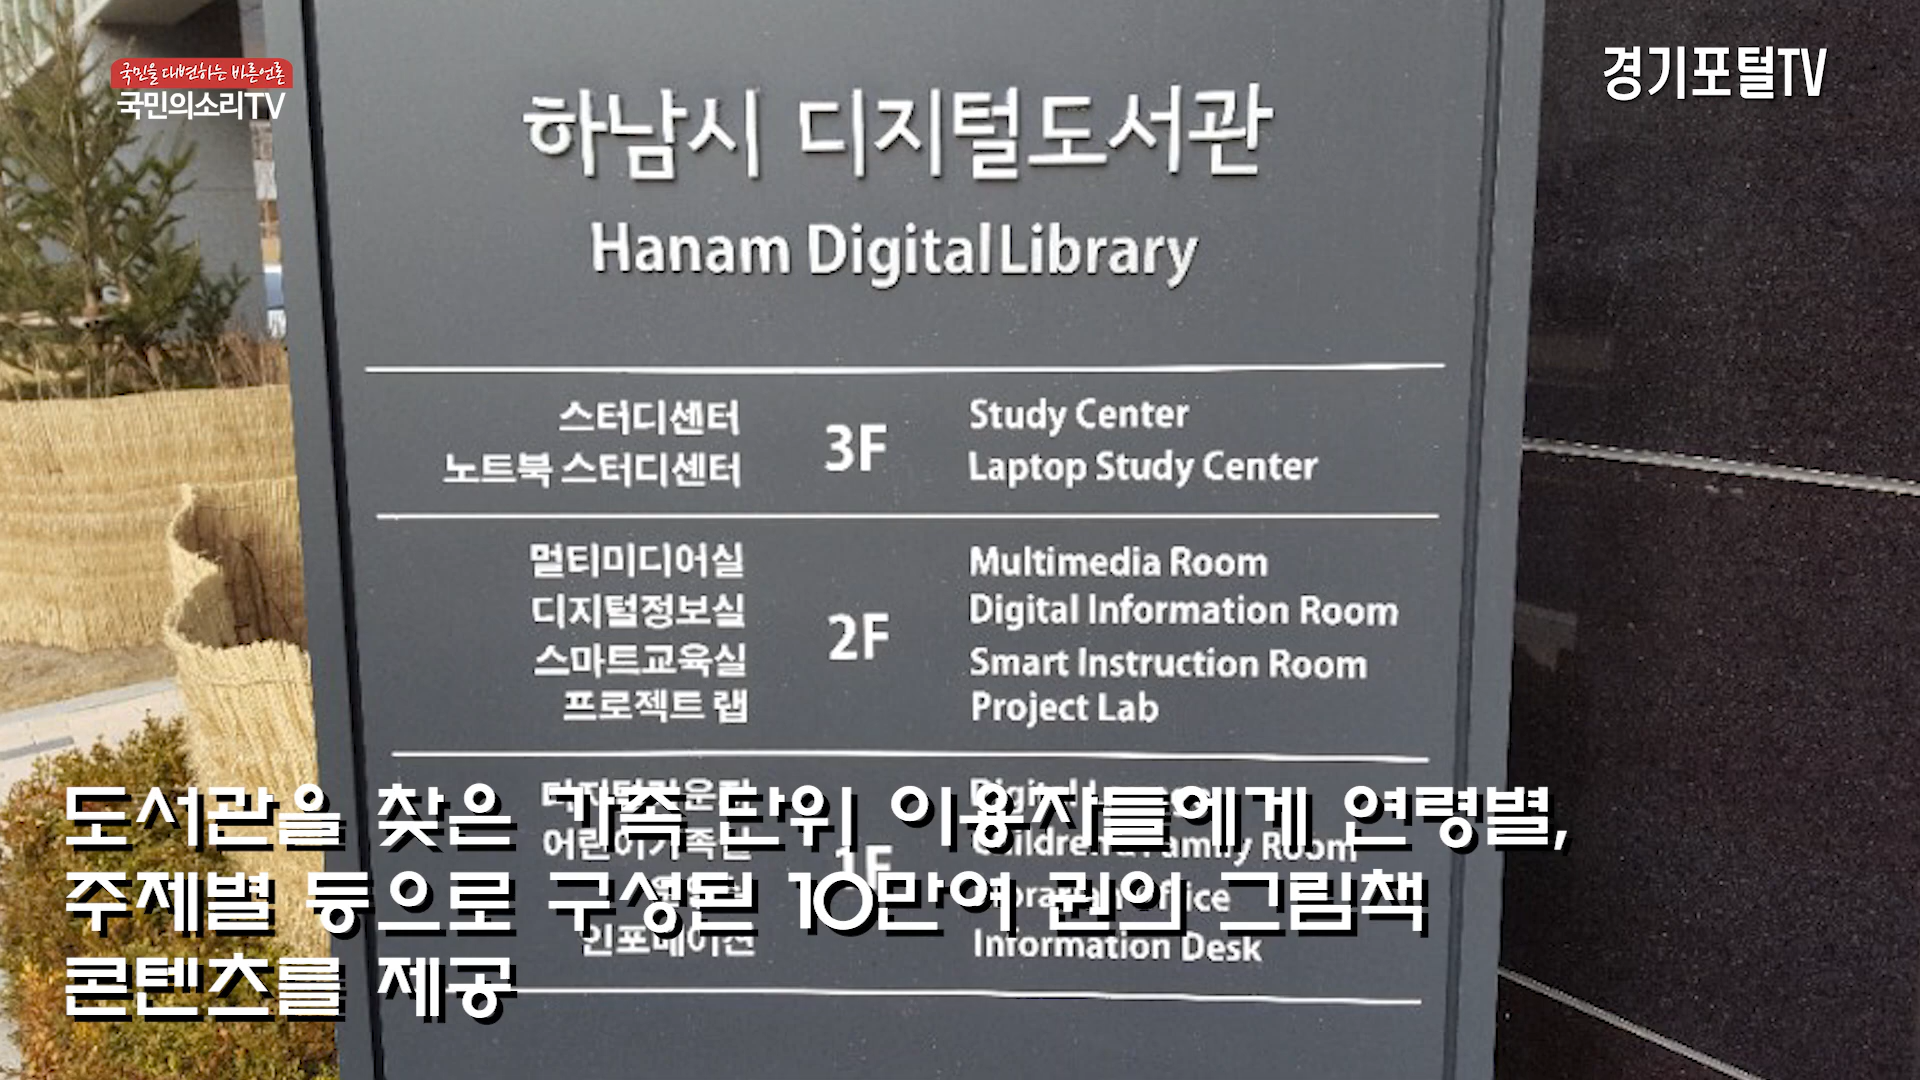 국민을 대변하는 바른언론
국민의소리TV
경기포털TV
하남시 디지털도서관
Hanam Digital Library
스터디센터
노트북 스터디센터
3F
Study Center
Laptop Study Center
멀티미디어실
디지털정보실
스마트교육실
프로젝트 랩
2F
Multimedia Room
Digital Information Room
Smart Instruction Room
Project Lab
1F
Room
Office
Information Desk
도서관을 찾은 가족 단위 이용자들에게 연령별,
주제별 등으로 구성된 10만여 권의 그림책
콘텐츠를 제공